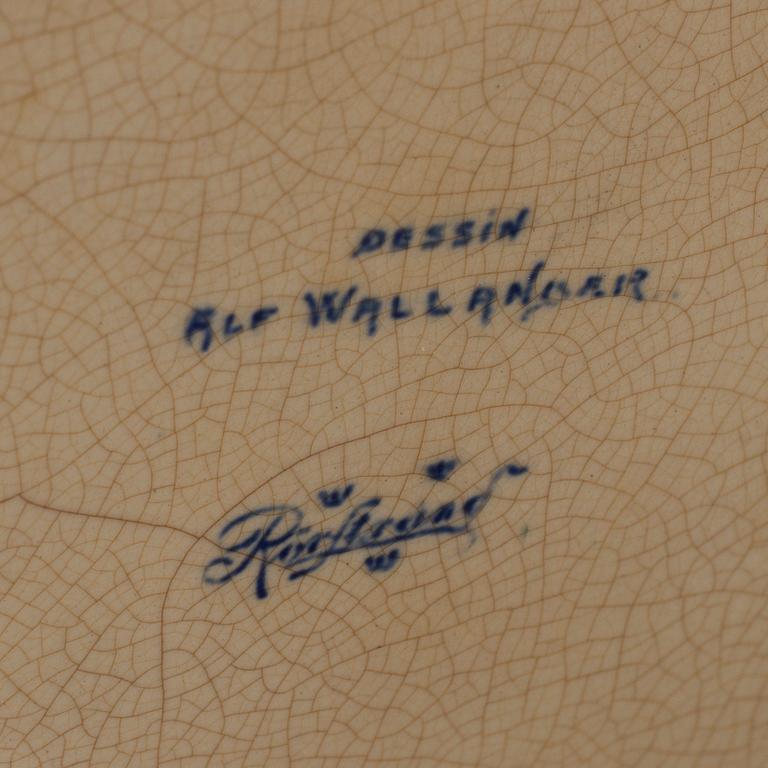 DESSiN
ALF WALLANDER
Rörstrand